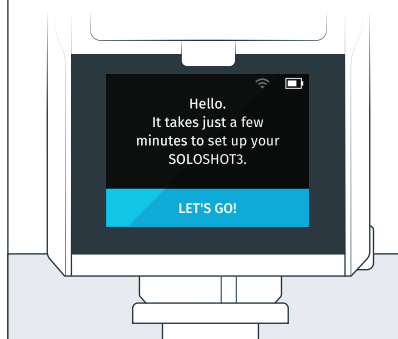 Hello.
It takes just a few
minutes to set up your
SOLOSHOT3.
LET'S GO!